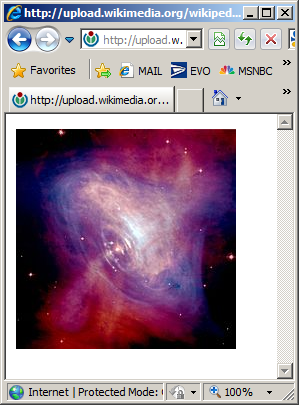 http://upload.wikimedia.org/wikiped...
http://upload.w.
Favorites MAIL EVO MSNBC »
http://upload.wikimedia.or... »
Internet | Protected Mode: 100%